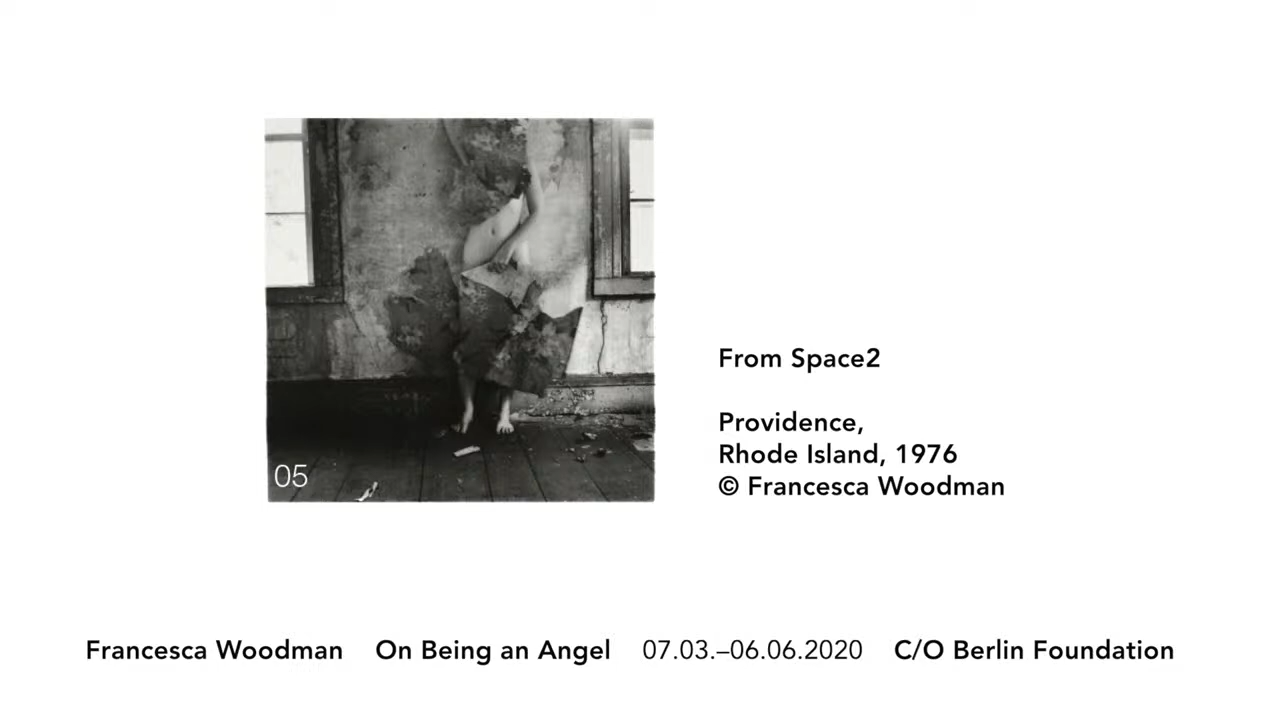 05
From Space2
Providence,
Rhode Island, 1976
© Francesca Woodman
Francesca Woodman On Being an Angel 07.03.–06.06.2020 C/O Berlin Foundation